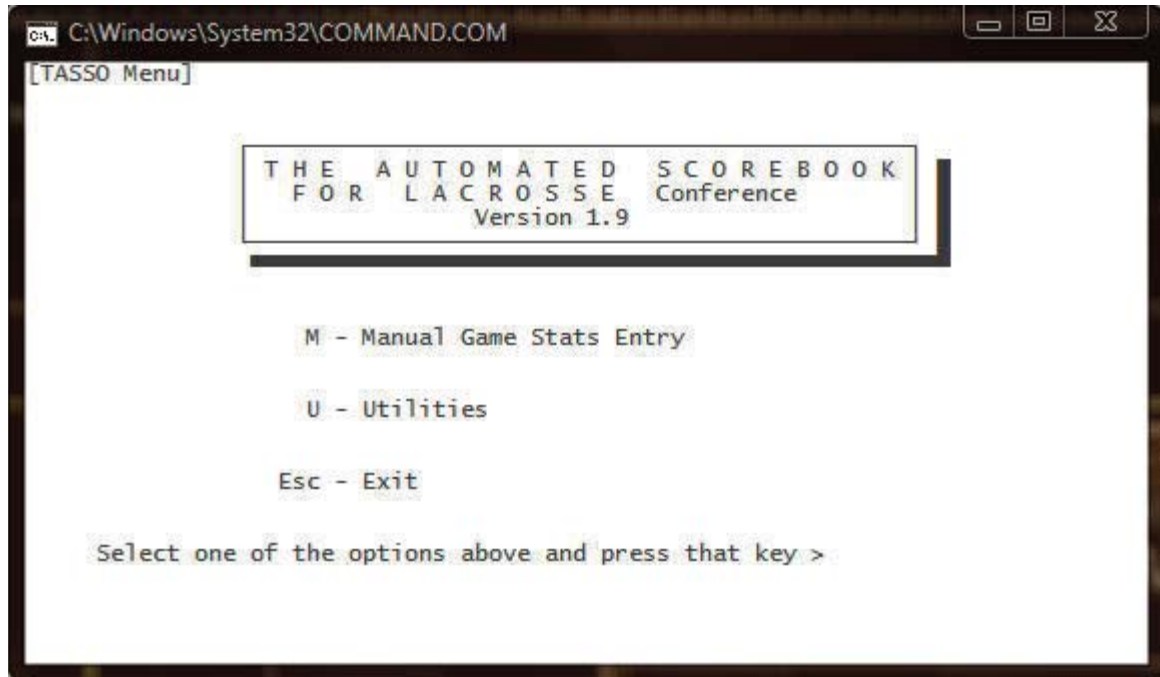 C:\Windows\System32\COMMAND.COM
[TASSO Menu]
T H E A U T O M A T E D S C O R E B O O K
F O R L A C R O S S E Conference
Version 1.9
M - Manual Game Stats Entry
U - Utilities
Esc - Exit
Select one of the options above and press that key >